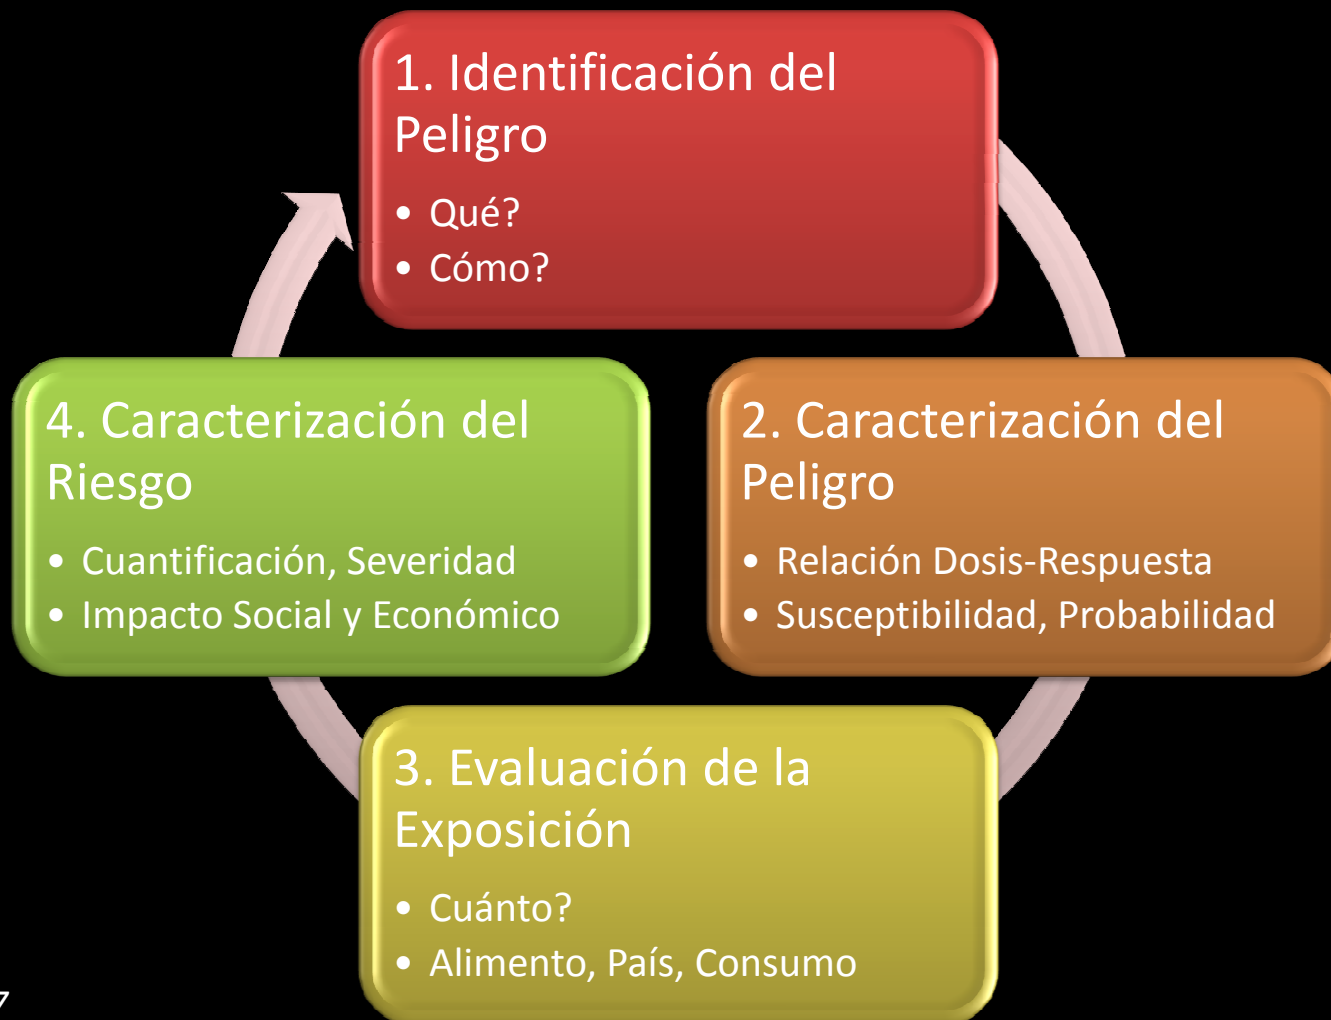 1. Identificación del
Peligro
• Qué?
• Cómo?
2. Caracterización del
Peligro
• Relación Dosis-Respuesta
• Susceptibilidad, Probabilidad
3. Evaluación de la
Exposición
• Cuánto?
• Alimento, País, Consumo
4. Caracterización del
Riesgo
• Cuantificación, Severidad
• Impacto Social y Económico